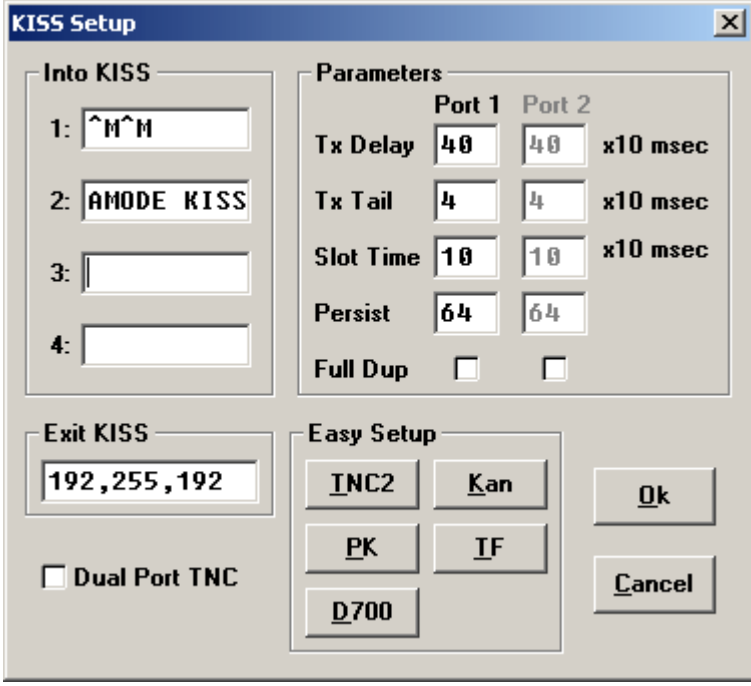 KISS Setup
Into KISS
1: ^M^M
2: AMODE KISS
3:
4:
Parameters
Port 1 Port 2
Tx Delay 40 40 x10 msec
Tx Tail 4 4 x10 msec
Slot Time 10 10 x10 msec
Persist 64 64
Full Dup
Exit KISS
192,255,192
Dual Port TNC
Easy Setup
TNC2 Kan
PK TF
D700
Ok
Cancel